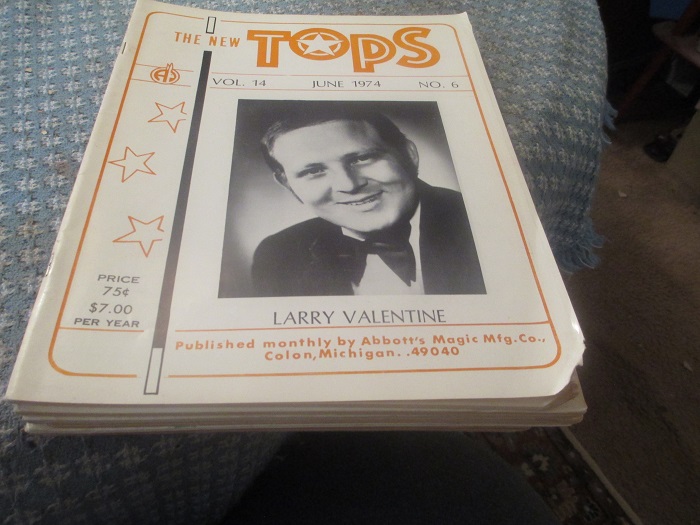 THE NEW TOPS
VOL. 14 JUNE 1974 NO. 6
PRICE
75¢
$7.00
PER YEAR
LARRY VALENTINE
Published monthly by Abbott's Magic Mfg.Co.,
Colon,Michigan..49040